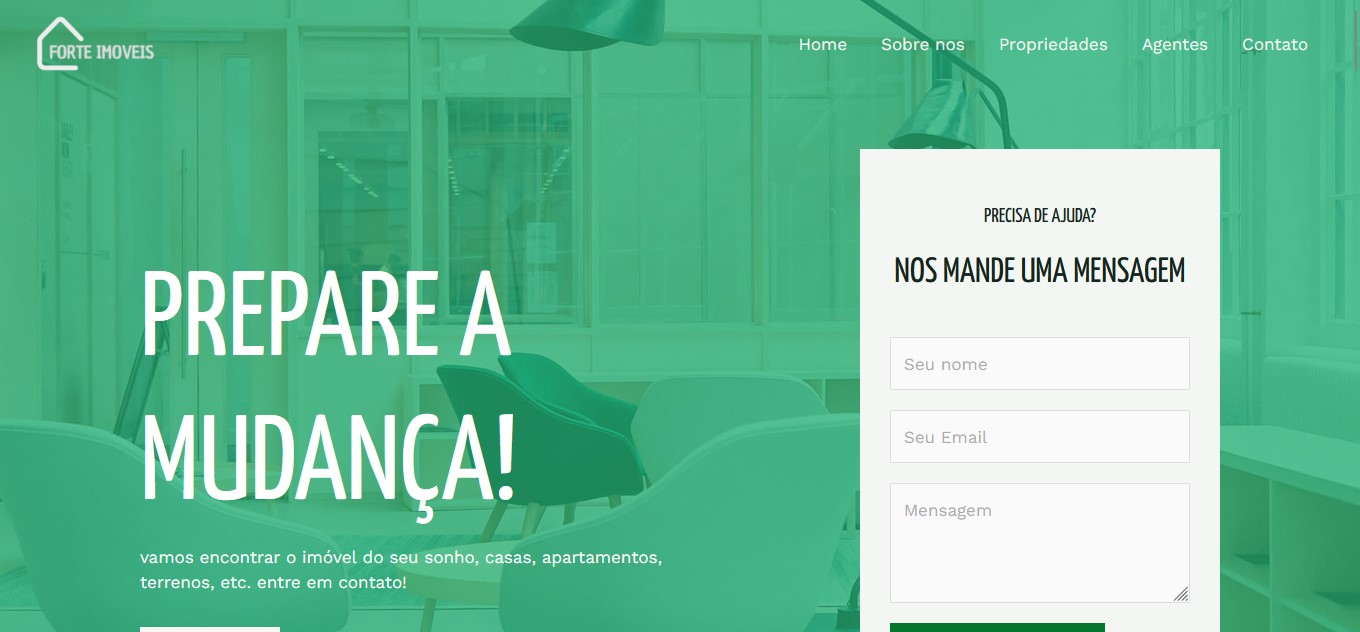 FORTE IMOVEIS
Home Sobre nos Propriedades Agentes Contato
PREPARE A
MUDANÇA!
vamos encontrar o imóvel do seu sonho, casas, apartamentos,
terrenos, etc. entre em contato!
PRECISA DE AJUDA?
NOS MANDE UMA MENSAGEM
Seu nome
Seu Email
Mensagem